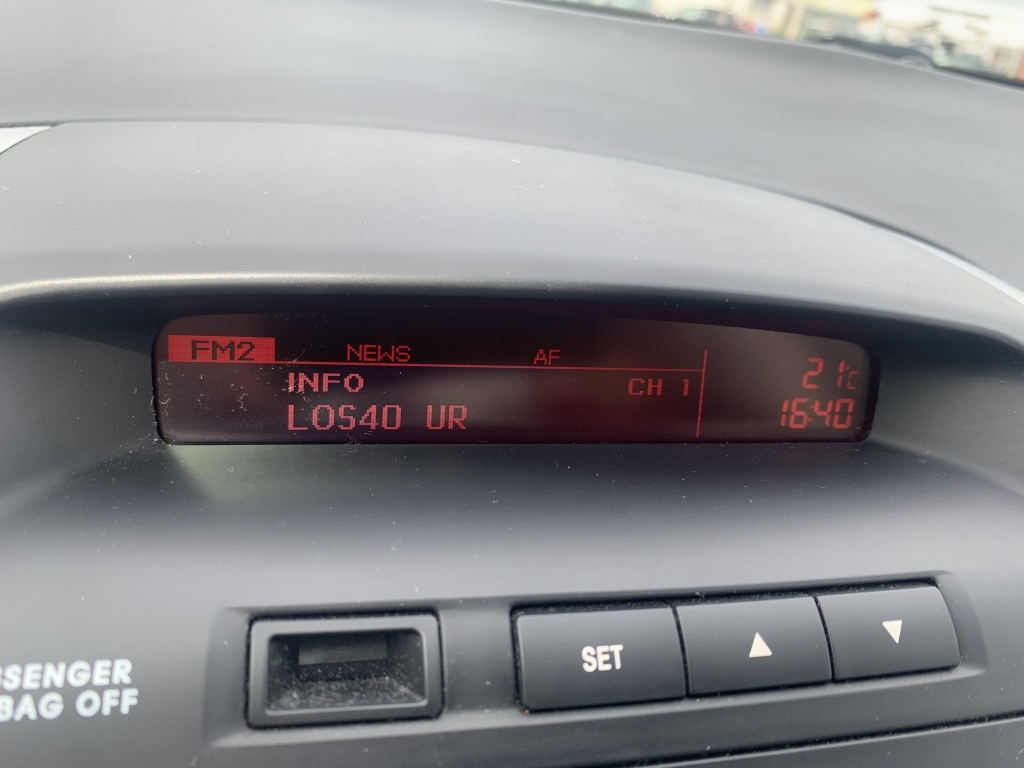 FM2 NEWS AF
INFO CH 1 21°C
LOS40 UR 16:40
SSENGER
BAG OFF
SET